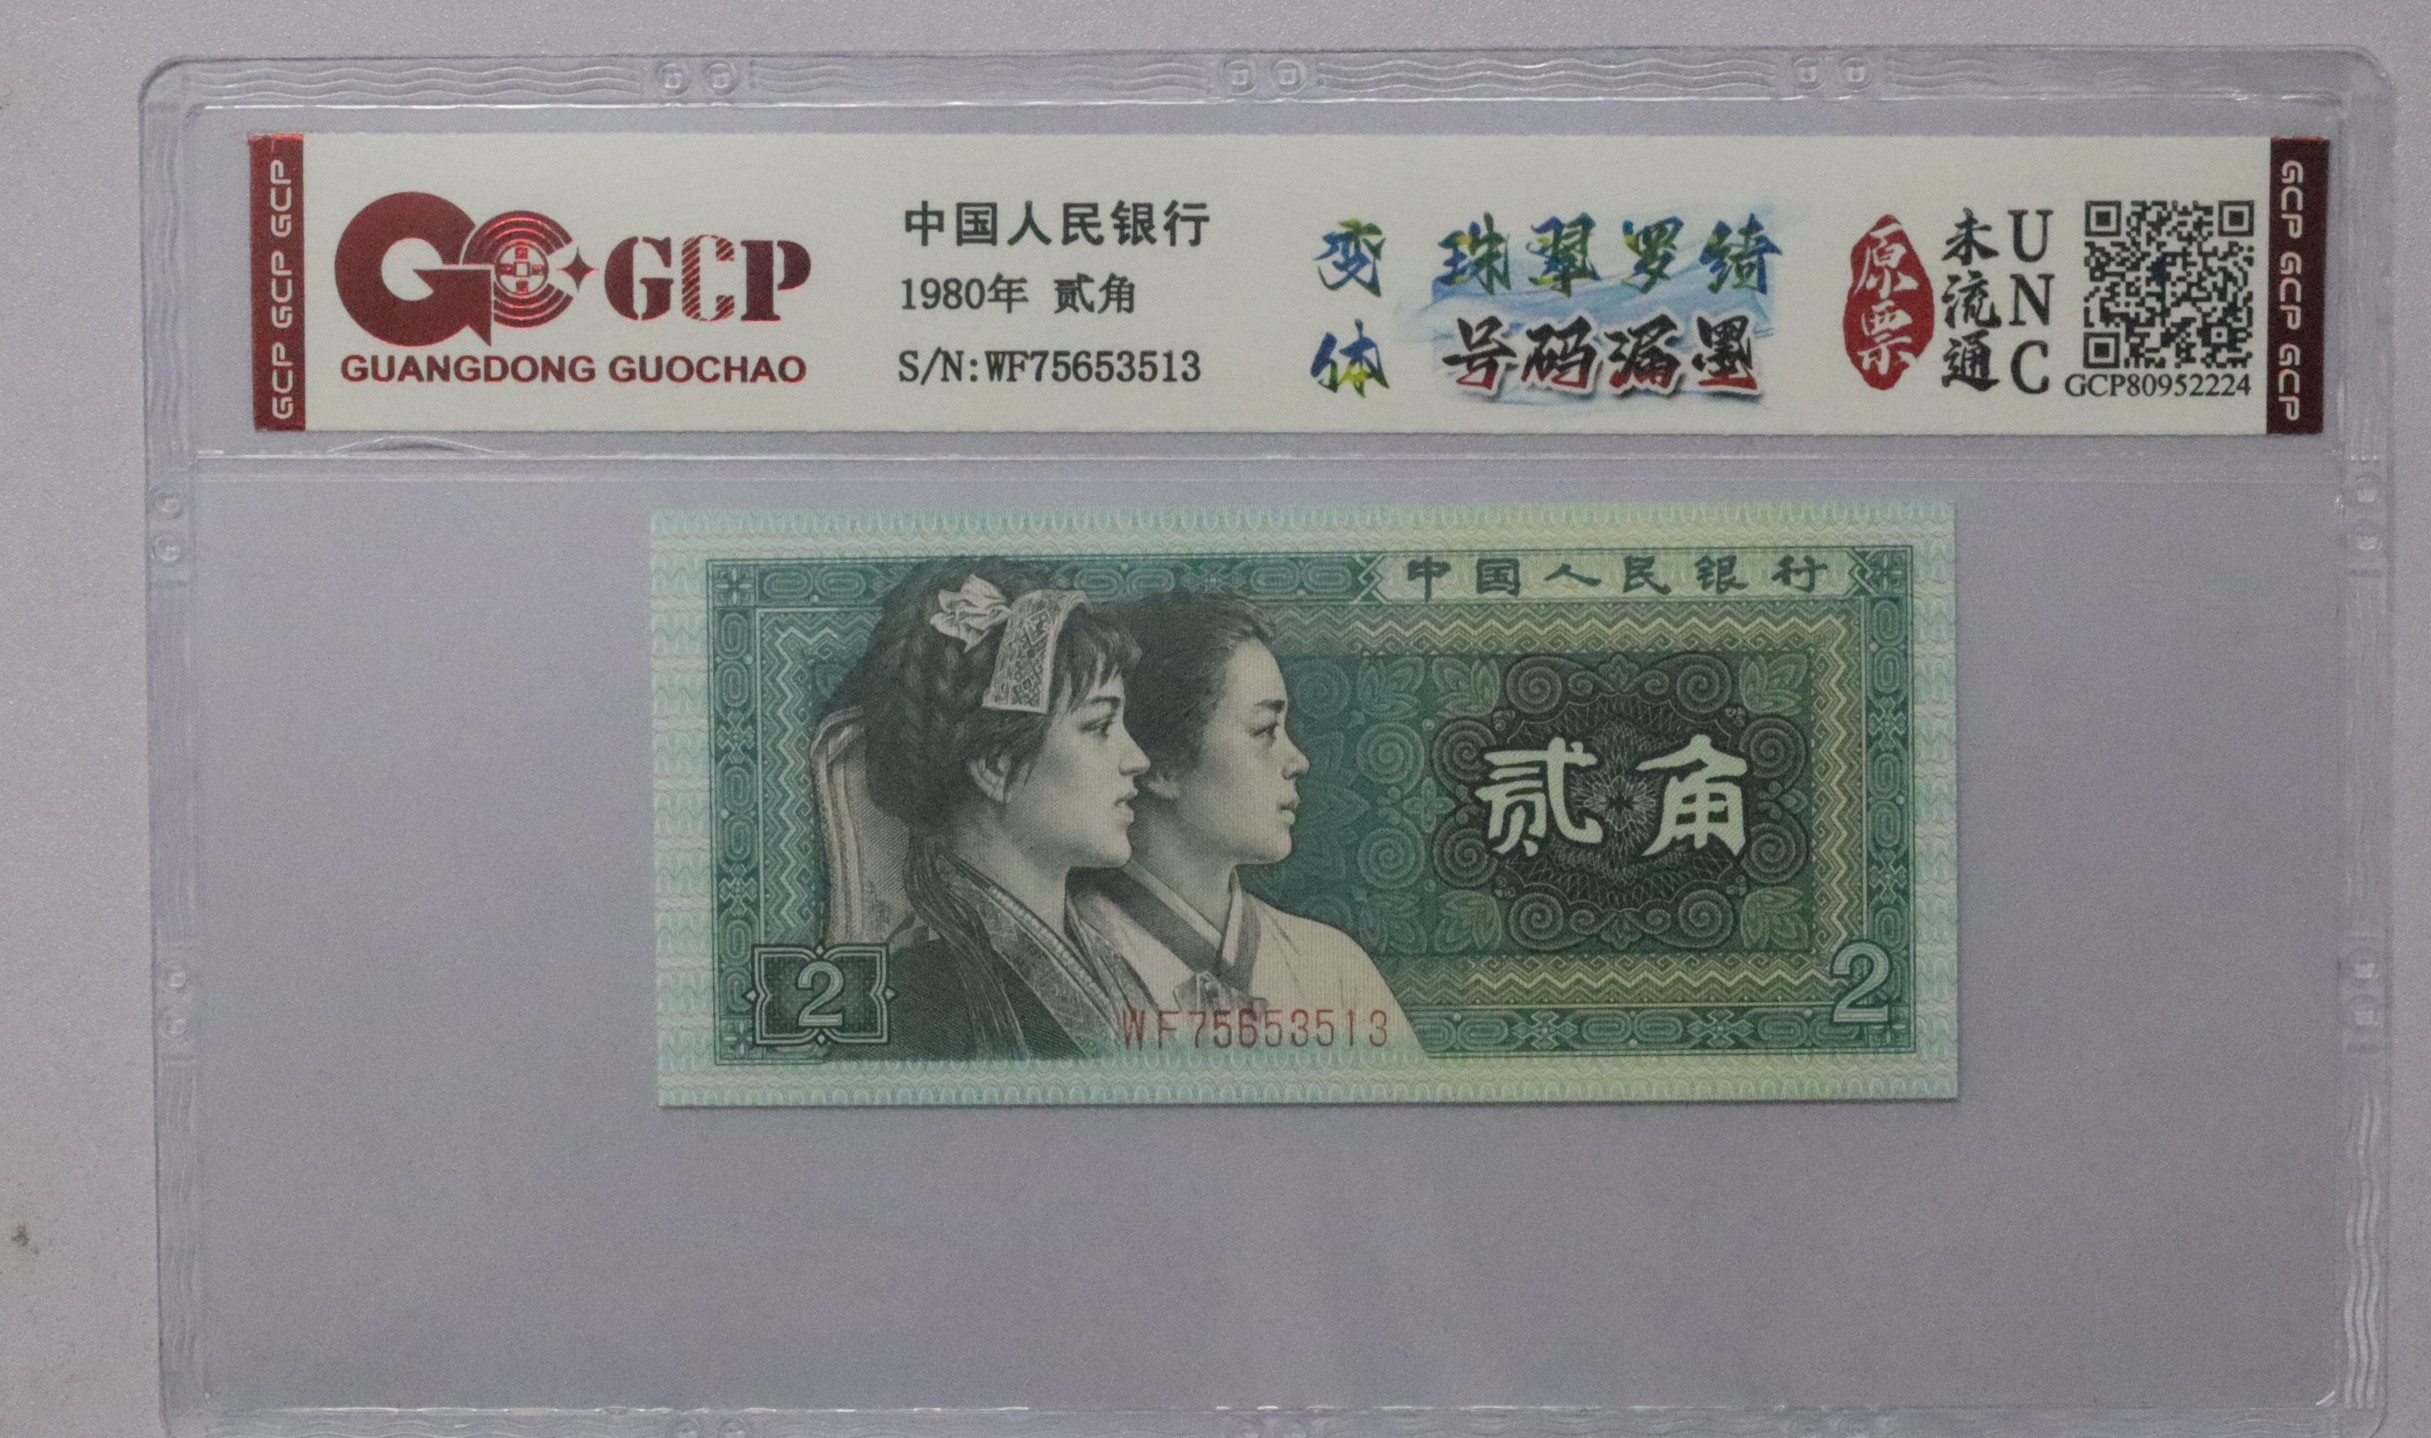 GCP GCP GCP
GCP
GUANGDONG GUOCHAO
中国人民银行
1980年 贰角
S/N:WF75653513
变体
珠翠罗绮
号码漏墨
原票
未流通
UNC
GCP80952224
GCP GCP GCP
中国人民银行
贰角
2
2
WF75653513